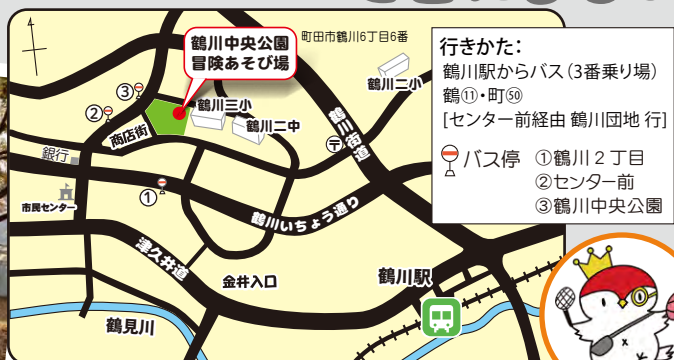 町田市鶴川6丁目6番
鶴川中央公園
冒険あそび場
鶴川二小
③
鶴川三小
②
鶴川二中
鶴川街道
商店街
銀行
①
市民センター
鶴川いちょう通り
津久井道
金井入口
鶴川駅
鶴見川
行きかた：
鶴川駅からバス（3番乗り場）
鶴⑪・町㊿
[センター前経由 鶴川団地 行]
バス停 ①鶴川２丁目
②センター前
③鶴川中央公園